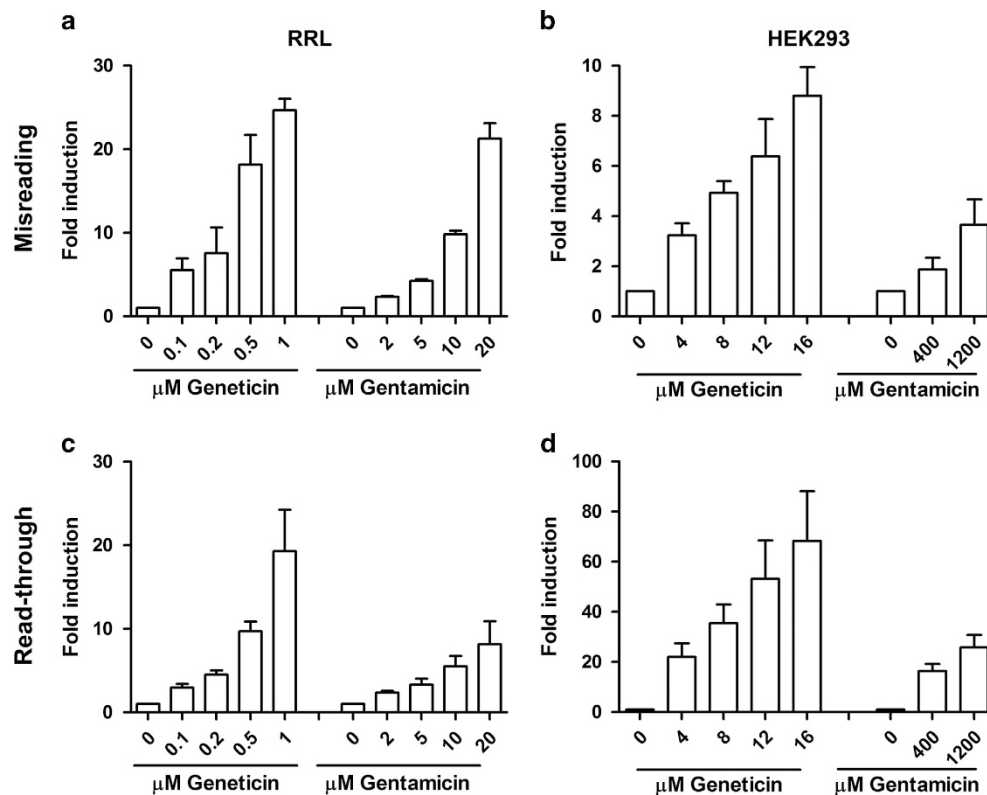 a
RRL
Misreading
Fold induction
30
20
10
0
0 0.1 0.2 0.5 1 0 2 5 10 20
μM Geneticin μM Gentamicin
b
HEK293
Fold induction
10
8
6
4
2
0
0 4 8 12 16 0 400 1200
μM Geneticin μM Gentamicin
c
Read-through
Fold induction
30
20
10
0
0 0.1 0.2 0.5 1 0 2 5 10 20
μM Geneticin μM Gentamicin
d
Fold induction
100
80
60
40
20
0
0 4 8 12 16 0 400 1200
μM Geneticin μM Gentamicin